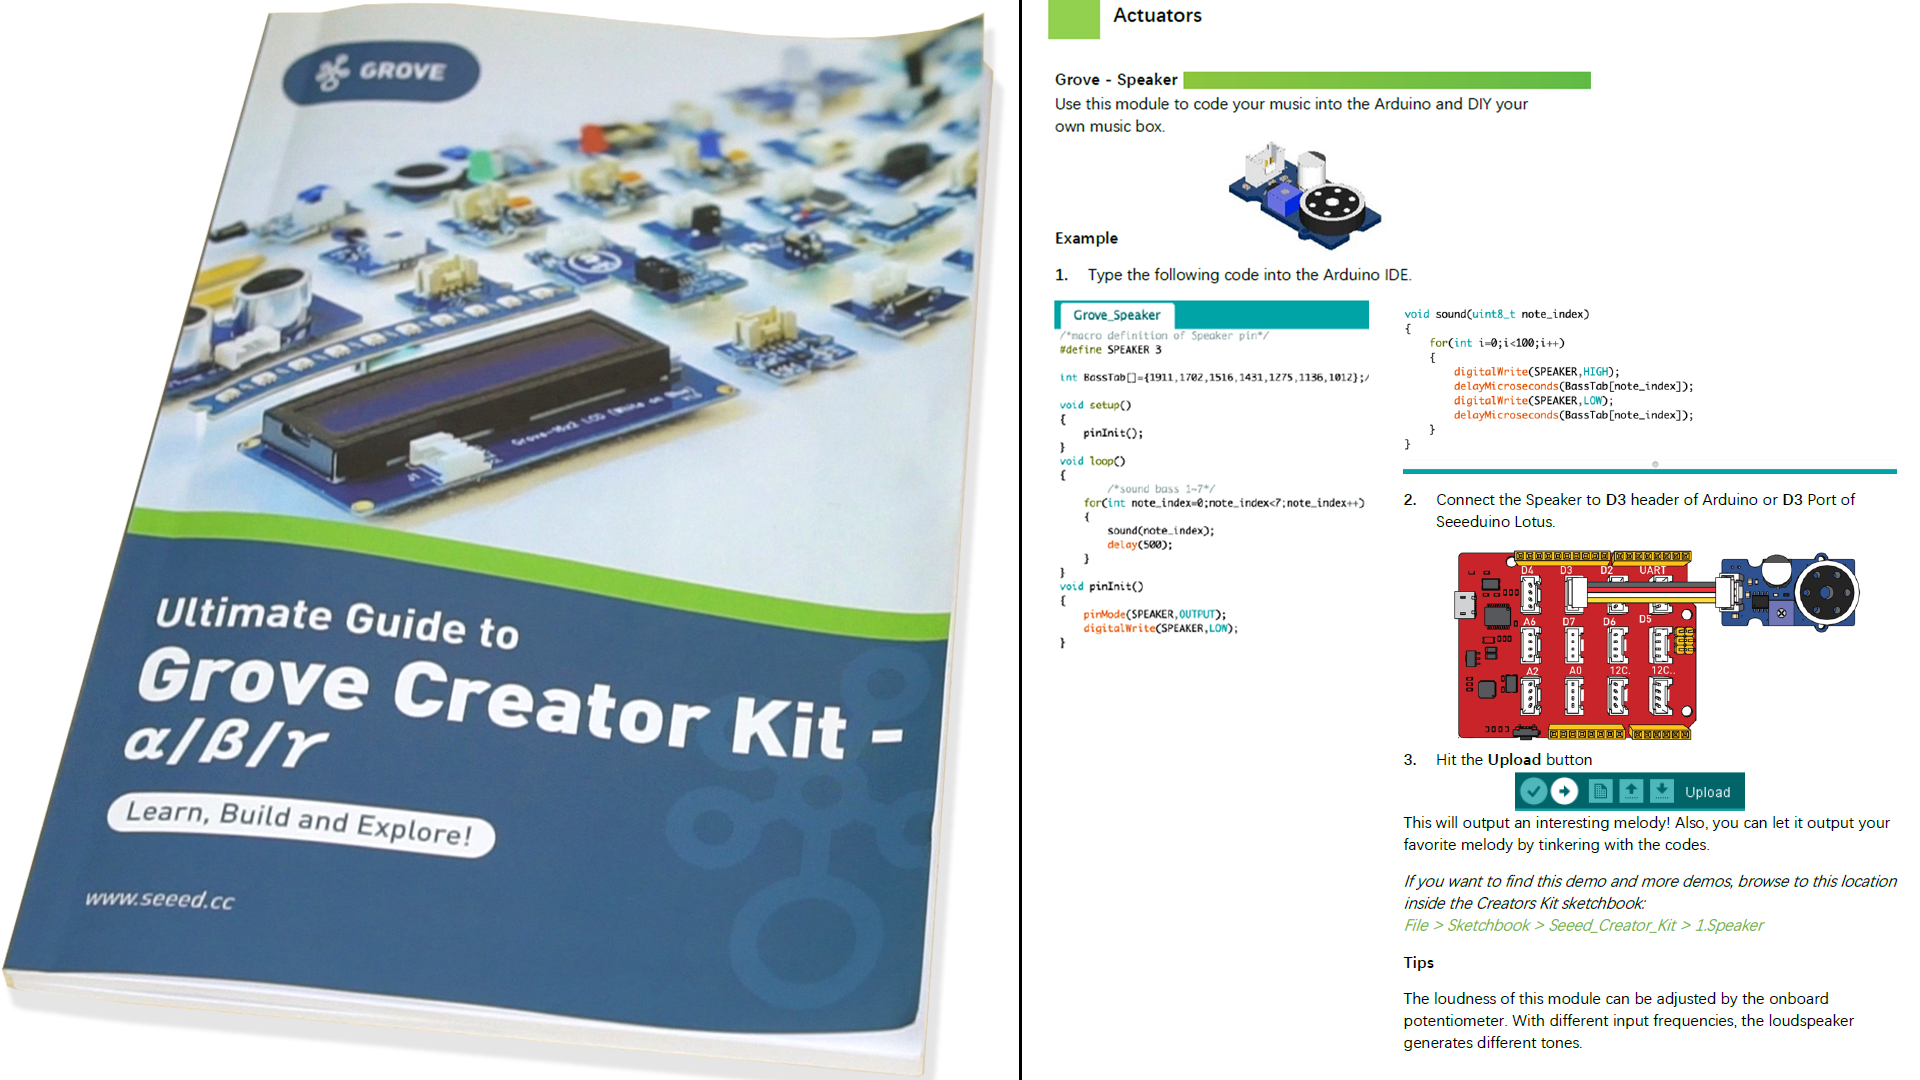 GROVE
Grove-16x2 LCD (White on
Ultimate Guide to
Grove Creator Kit -
α/β/γ
Learn, Build and Explore!
www.seeed.cc
Actuators
Grove - Speaker
Use this module to code your music into the Arduino and DIY your
own music box.
Example
1. Type the following code into the Arduino IDE.
Grove_Speaker
/*macro definition of Speaker pin*/
#define SPEAKER 3
int BassTab[]={1911,1702,1516,1431,1275,1136,1012};/
void setup()
{
pinInit();
}
void loop()
{
/*sound bass 1~7*/
for(int note_index=0;note_index<7;note_index++)
{
sound(note_index);
delay(500);
}
}
void pinInit()
{
pinMode(SPEAKER,OUTPUT);
digitalWrite(SPEAKER,LOW);
}
void sound(uint8_t note_index)
{
for(int i=0;i<100;i++)
{
digitalWrite(SPEAKER,HIGH);
delayMicroseconds(BassTab[note_index]);
digitalWrite(SPEAKER,LOW);
delayMicroseconds(BassTab[note_index]);
}
}
2. Connect the Speaker to D3 header of Arduino or D3 Port of
Seeeduino Lotus.
D4 D3 D2 UART
A6 D7 D6 D5
A2 A0 12C. 12C..
3. Hit the Upload button
Upload
This will output an interesting melody! Also, you can let it output your
favorite melody by tinkering with the codes.
If you want to find this demo and more demos, browse to this location
inside the Creators Kit sketchbook:
File > Sketchbook > Seeed_Creator_Kit > 1.Speaker
Tips
The loudness of this module can be adjusted by the onboard
potentiometer. With different input frequencies, the loudspeaker
generates different tones.